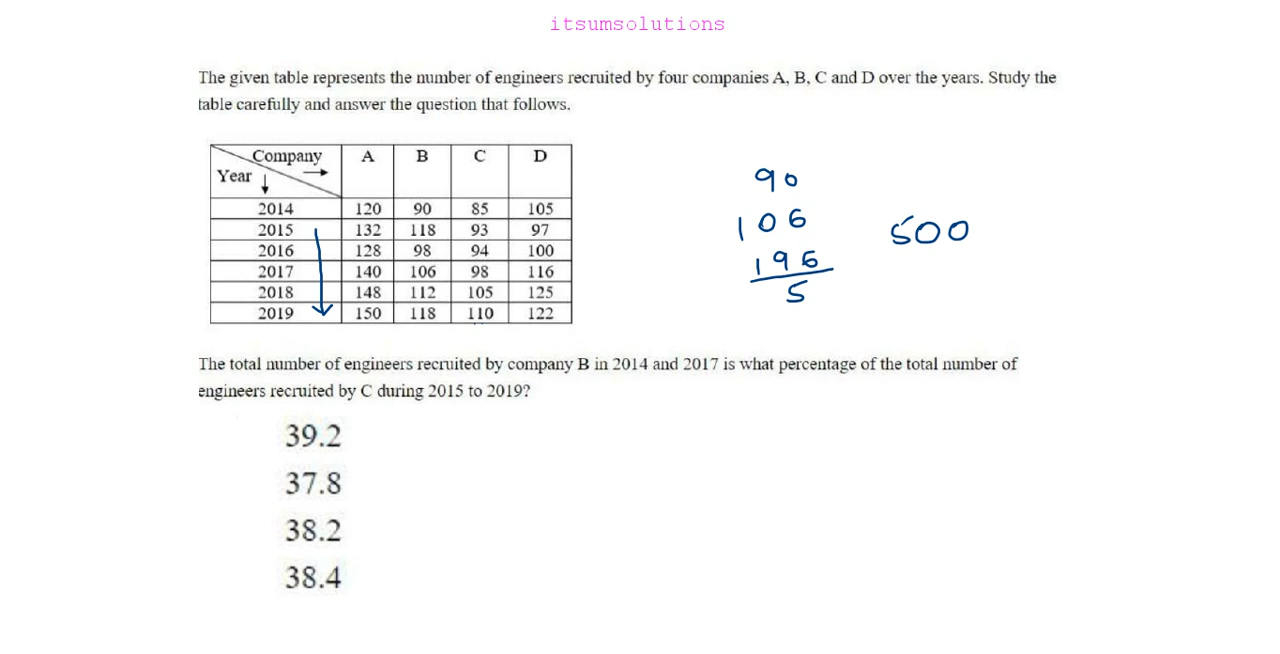 itsumsolutions
The given table represents the number of engineers recruited by four companies A, B, C and D over the years. Study the
table carefully and answer the question that follows.
Company A B C D
Year
2014 120 90 85 105
2015 132 118 93 97
2016 128 98 94 100
2017 140 106 98 116
2018 148 112 105 125
2019 150 118 110 122
90
106
196
5
500
The total number of engineers recruited by company B in 2014 and 2017 is what percentage of the total number of
engineers recruited by C during 2015 to 2019?
39.2
37.8
38.2
38.4